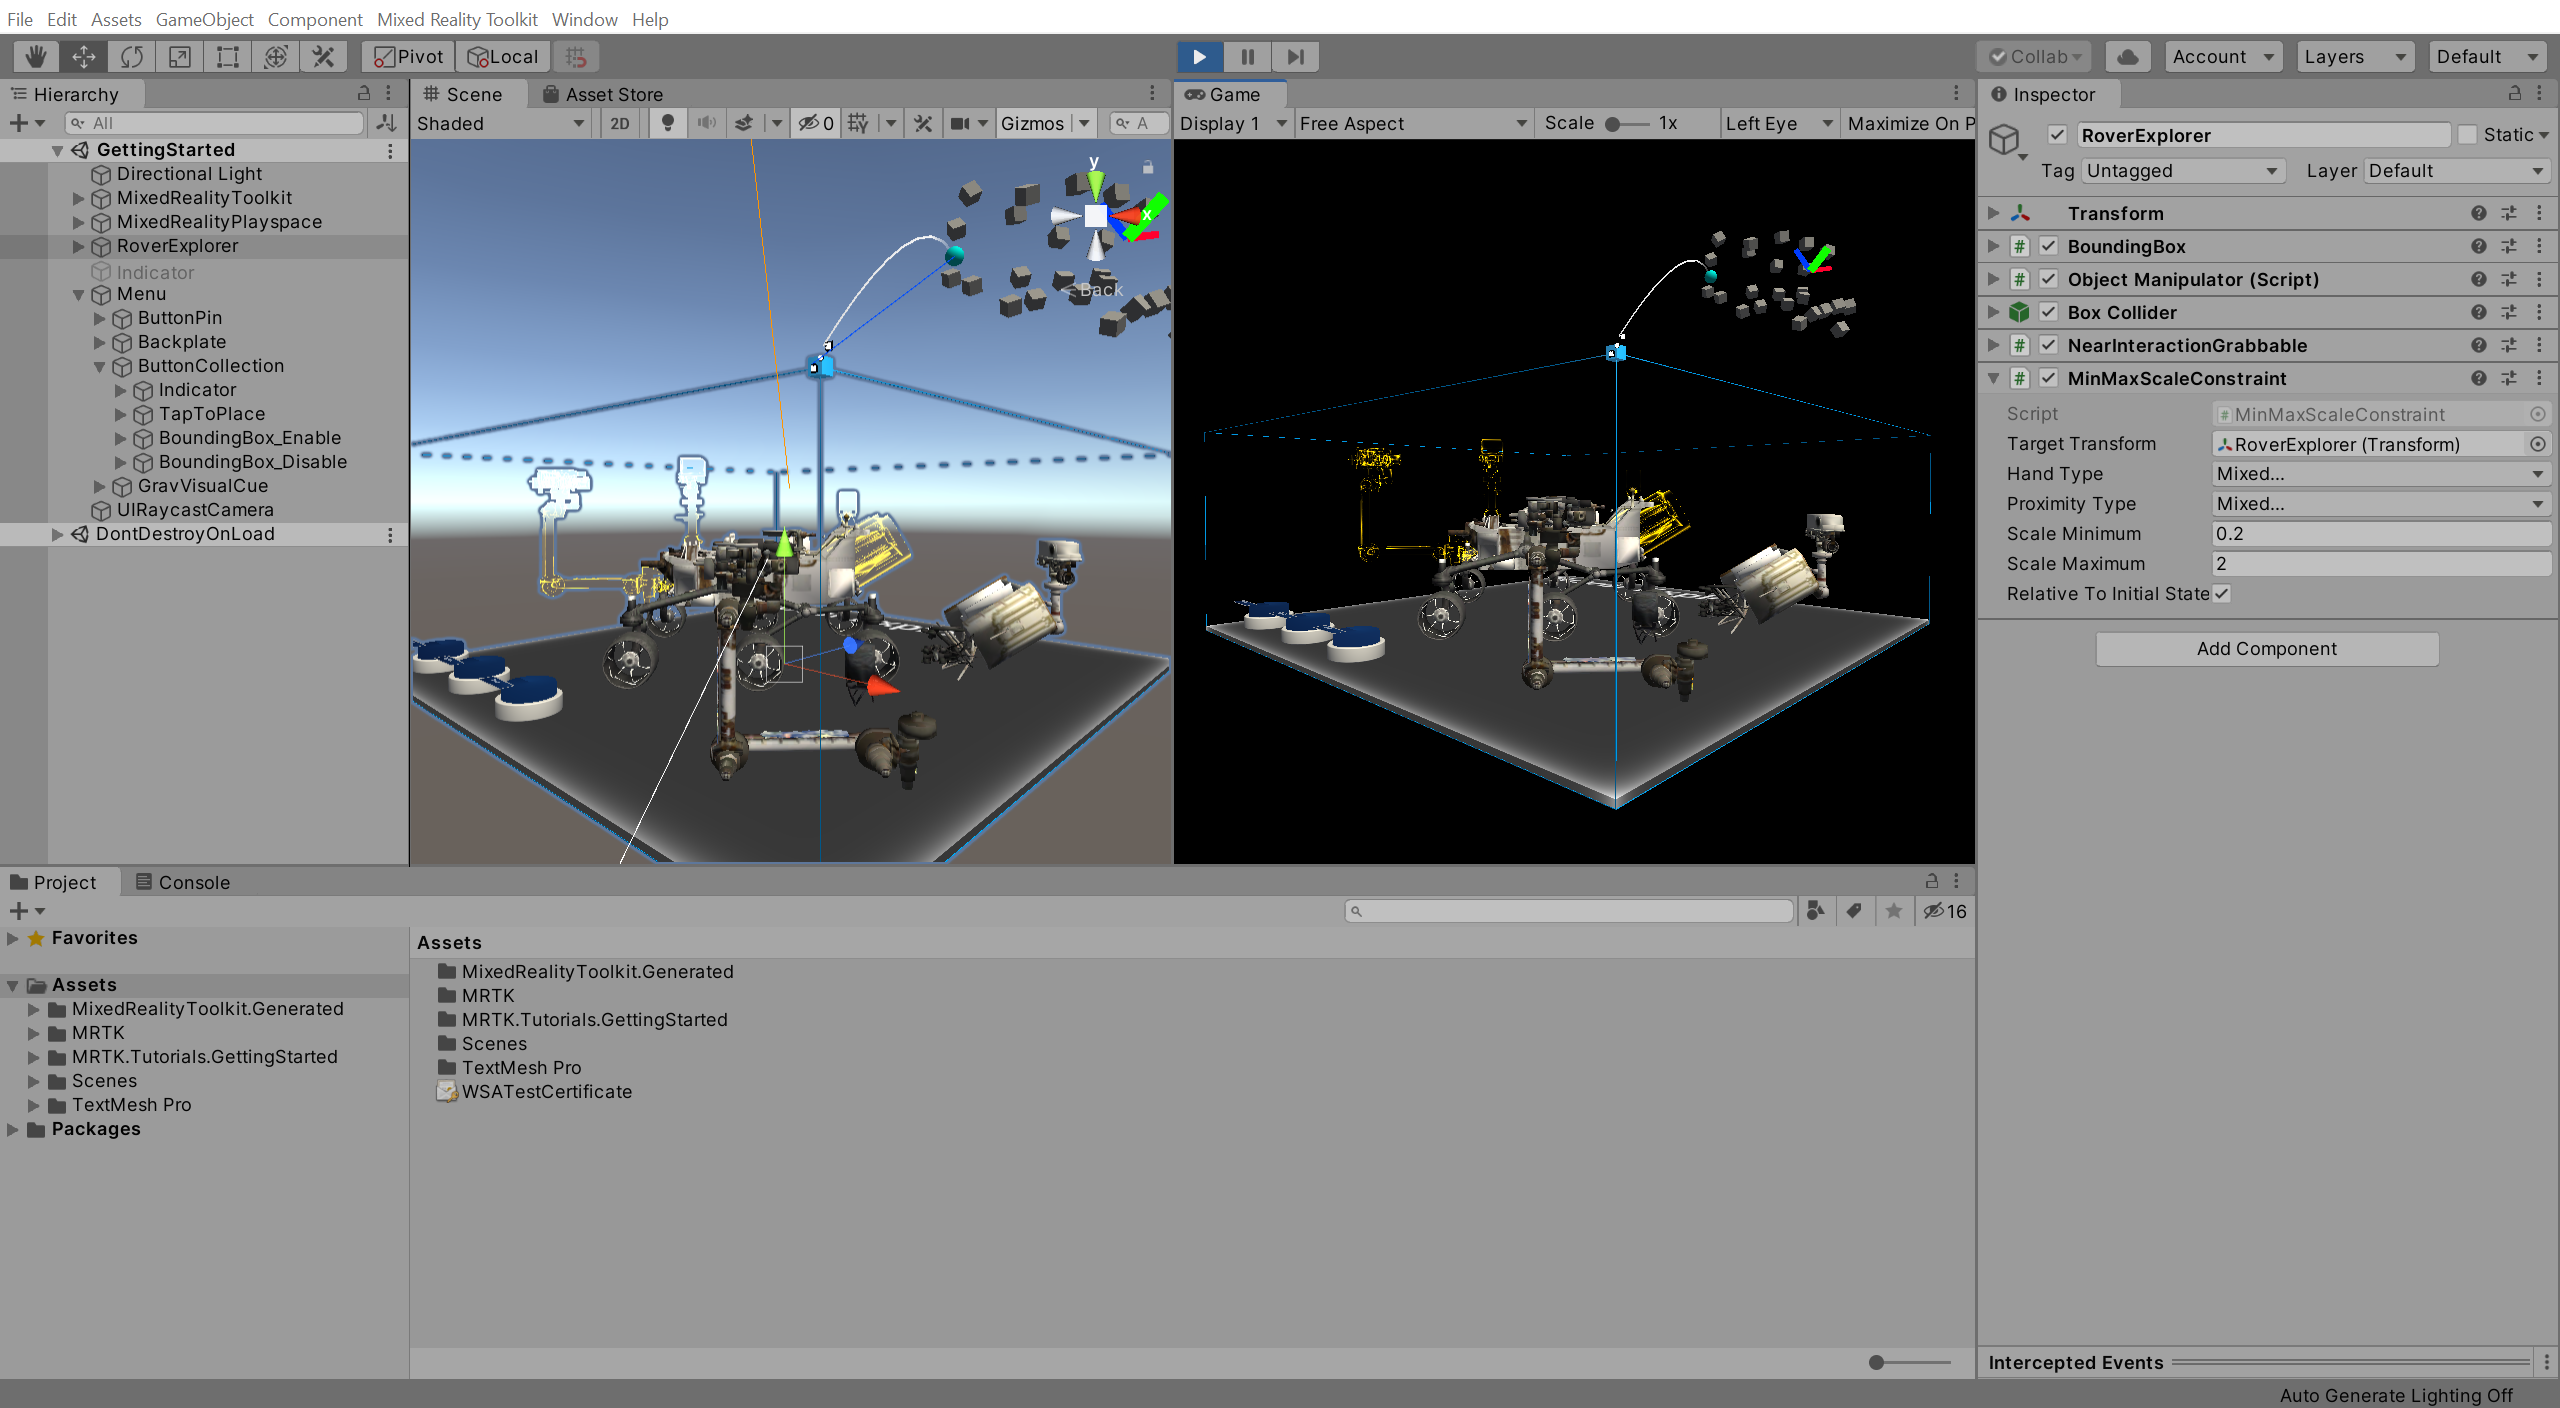 File Edit Assets GameObject Component Mixed Reality Toolkit Window Help
Pivot Local Collab Account Layers Default
Hierarchy
All
GettingStarted
Directional Light
MixedRealityToolkit
MixedRealityPlayspace
RoverExplorer
Indicator
Menu
ButtonPin
Backplate
ButtonCollection
Indicator
TapToPlace
BoundingBox_Enable
BoundingBox_Disable
GravVisualCue
UIRaycastCamera
DontDestroyOnLoad
Scene Asset Store
Shaded 2D 0 Gizmos A
y
x
Back
Game
Display 1 Free Aspect Scale 1x Left Eye Maximize On P
Inspector
RoverExplorer Static
Tag Untagged Layer Default
Transform
BoundingBox
Object Manipulator (Script)
Box Collider
NearInteractionGrabbable
MinMaxScaleConstraint
Script MinMaxScaleConstraint
Target Transform RoverExplorer (Transform)
Hand Type Mixed...
Proximity Type Mixed...
Scale Minimum 0.2
Scale Maximum 2
Relative To Initial State
Add Component
Project Console
16
Favorites
Assets
MixedRealityToolkit.Generated
MRTK
MRTK.Tutorials.GettingStarted
Scenes
TextMesh Pro
Packages
Assets
MixedRealityToolkit.Generated
MRTK
MRTK.Tutorials.GettingStarted
Scenes
TextMesh Pro
WSATestCertificate
Intercepted Events
Auto Generate Lighting Off